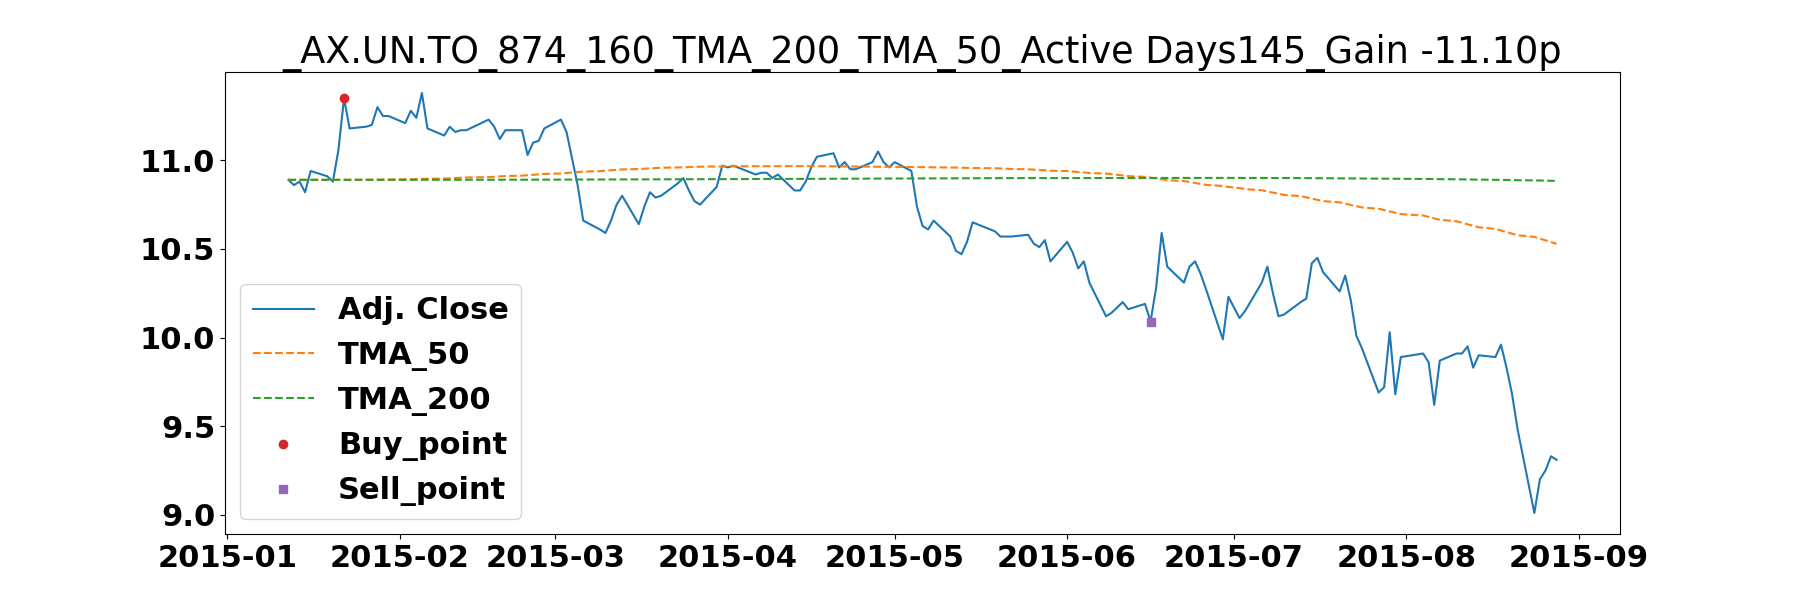 _AX.UN.TO_874_160_TMA_200_TMA_50_Active Days145_Gain -11.10p
11.0
10.5
10.0
9.5
9.0
Adj. Close
TMA_50
TMA_200
Buy_point
Sell_point
2015-01 2015-02 2015-03 2015-04 2015-05 2015-06 2015-07 2015-08 2015-09